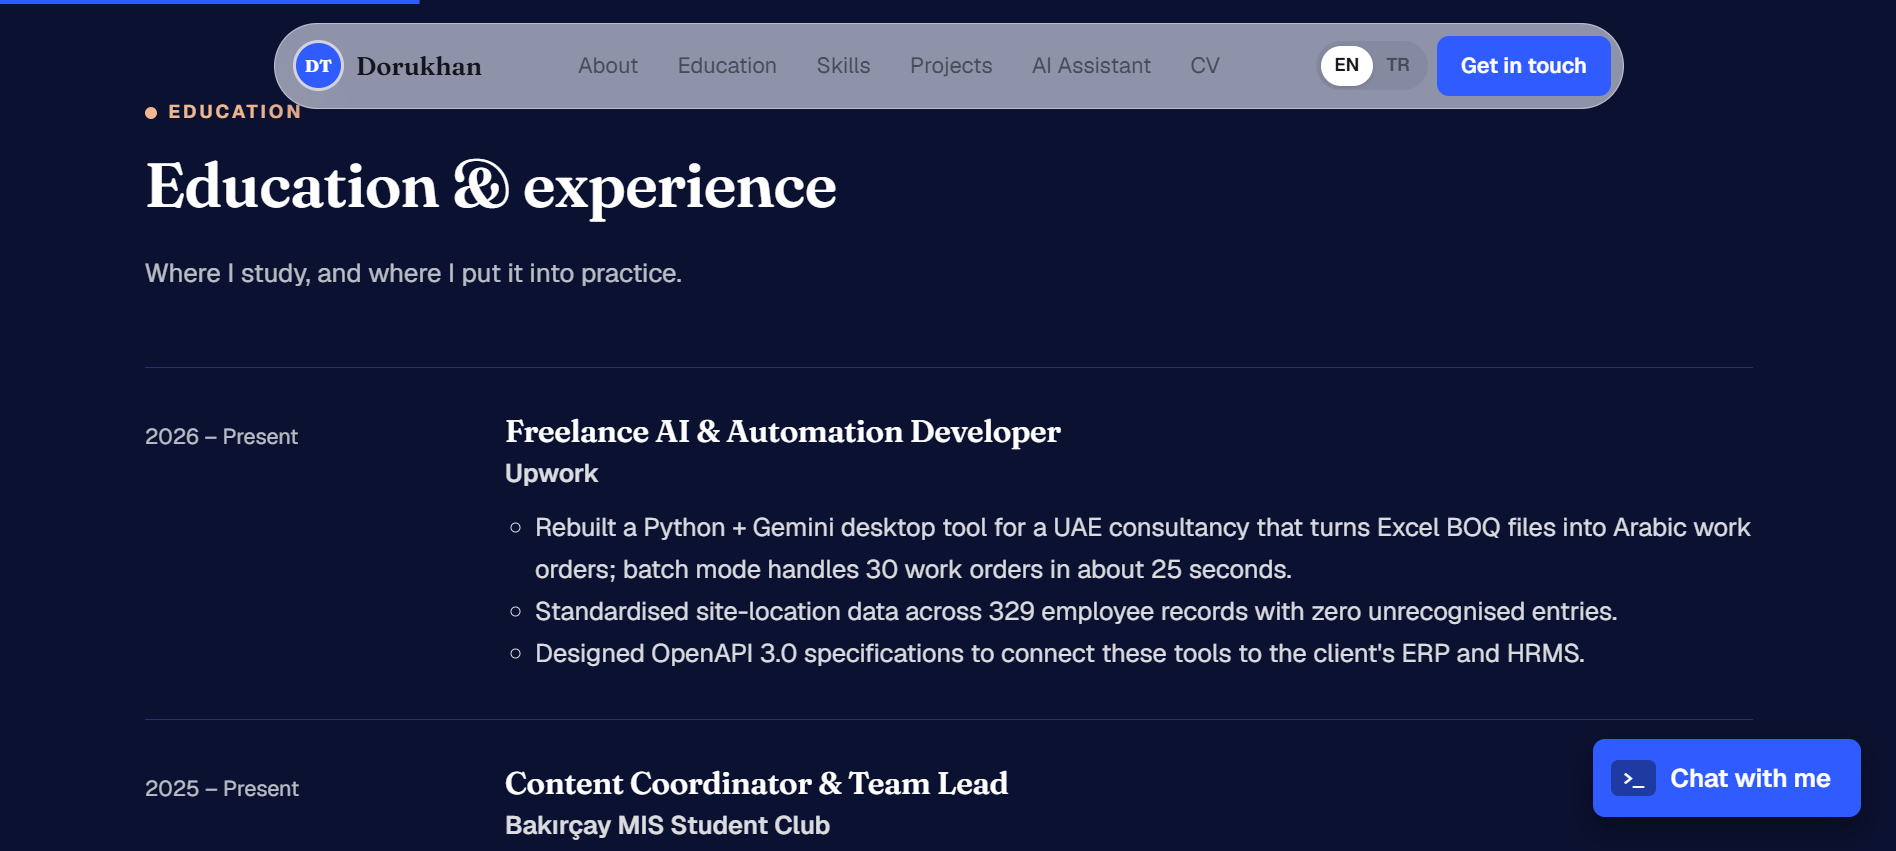 DT Dorukhan About Education Skills Projects AI Assistant CV EN TR Get in touch
EDUCATION
Education & experience
Where I study, and where I put it into practice.
2026 – Present
Freelance AI & Automation Developer
Upwork
Rebuilt a Python + Gemini desktop tool for a UAE consultancy that turns Excel BOQ files into Arabic work
orders; batch mode handles 30 work orders in about 25 seconds.
Standardised site-location data across 329 employee records with zero unrecognised entries.
Designed OpenAPI 3.0 specifications to connect these tools to the client's ERP and HRMS.
2025 – Present
Content Coordinator & Team Lead
Bakırçay MIS Student Club
>_ Chat with me